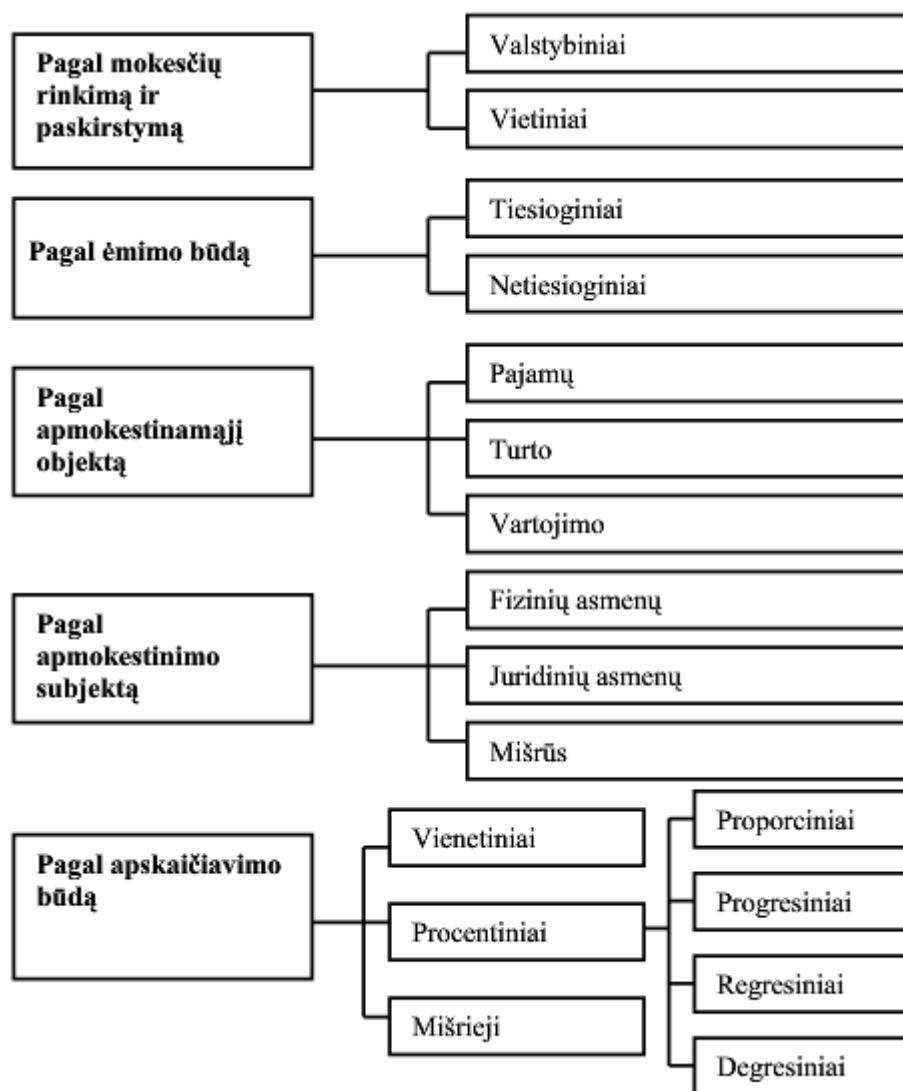 Pagal mokesčių
rinkimą ir
paskirstymą
Valstybiniai
Vietiniai
Pagal ėmimo būdą
Tiesioginiai
Netiesioginiai
Pagal
apmokestinamąjį
objektą
Pajamų
Turto
Vartojimo
Pagal
apmokestinimo
subjektą
Fizinių asmenų
Juridinių asmenų
Mišrūs
Pagal apskaičiavimo
būdą
Vienetiniai
Procentiniai
Mišrieji
Proporciniai
Progresiniai
Regresiniai
Degresiniai